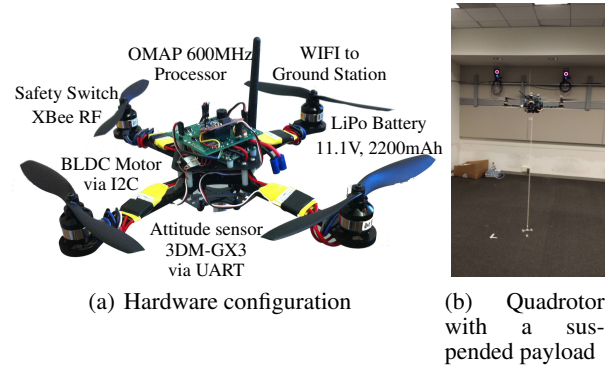 OMAP 600MHz
Processor
WIFI to
Ground Station
Safety Switch
XBee RF
LiPo Battery
11.1V, 2200mAh
BLDC Motor
via I2C
Attitude sensor
3DM-GX3
via UART
(a) Hardware configuration
(b) Quadrotor
with a sus-
pended payload